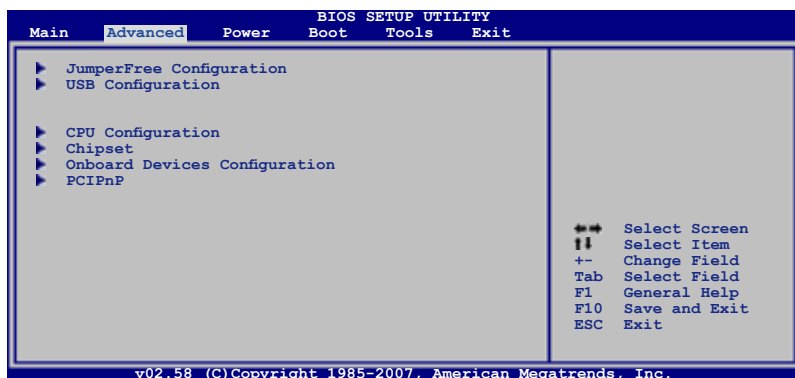 BIOS SETUP UTILITY
Main Advanced Power Boot Tools Exit
JumperFree Configuration
USB Configuration
CPU Configuration
Chipset
Onboard Devices Configuration
PCIPnP
Select Screen
Select Item
+- Change Field
Tab Select Field
F1 General Help
F10 Save and Exit
ESC Exit
v02.58 (C)Copyright 1985-2007, American Megatrends, Inc.